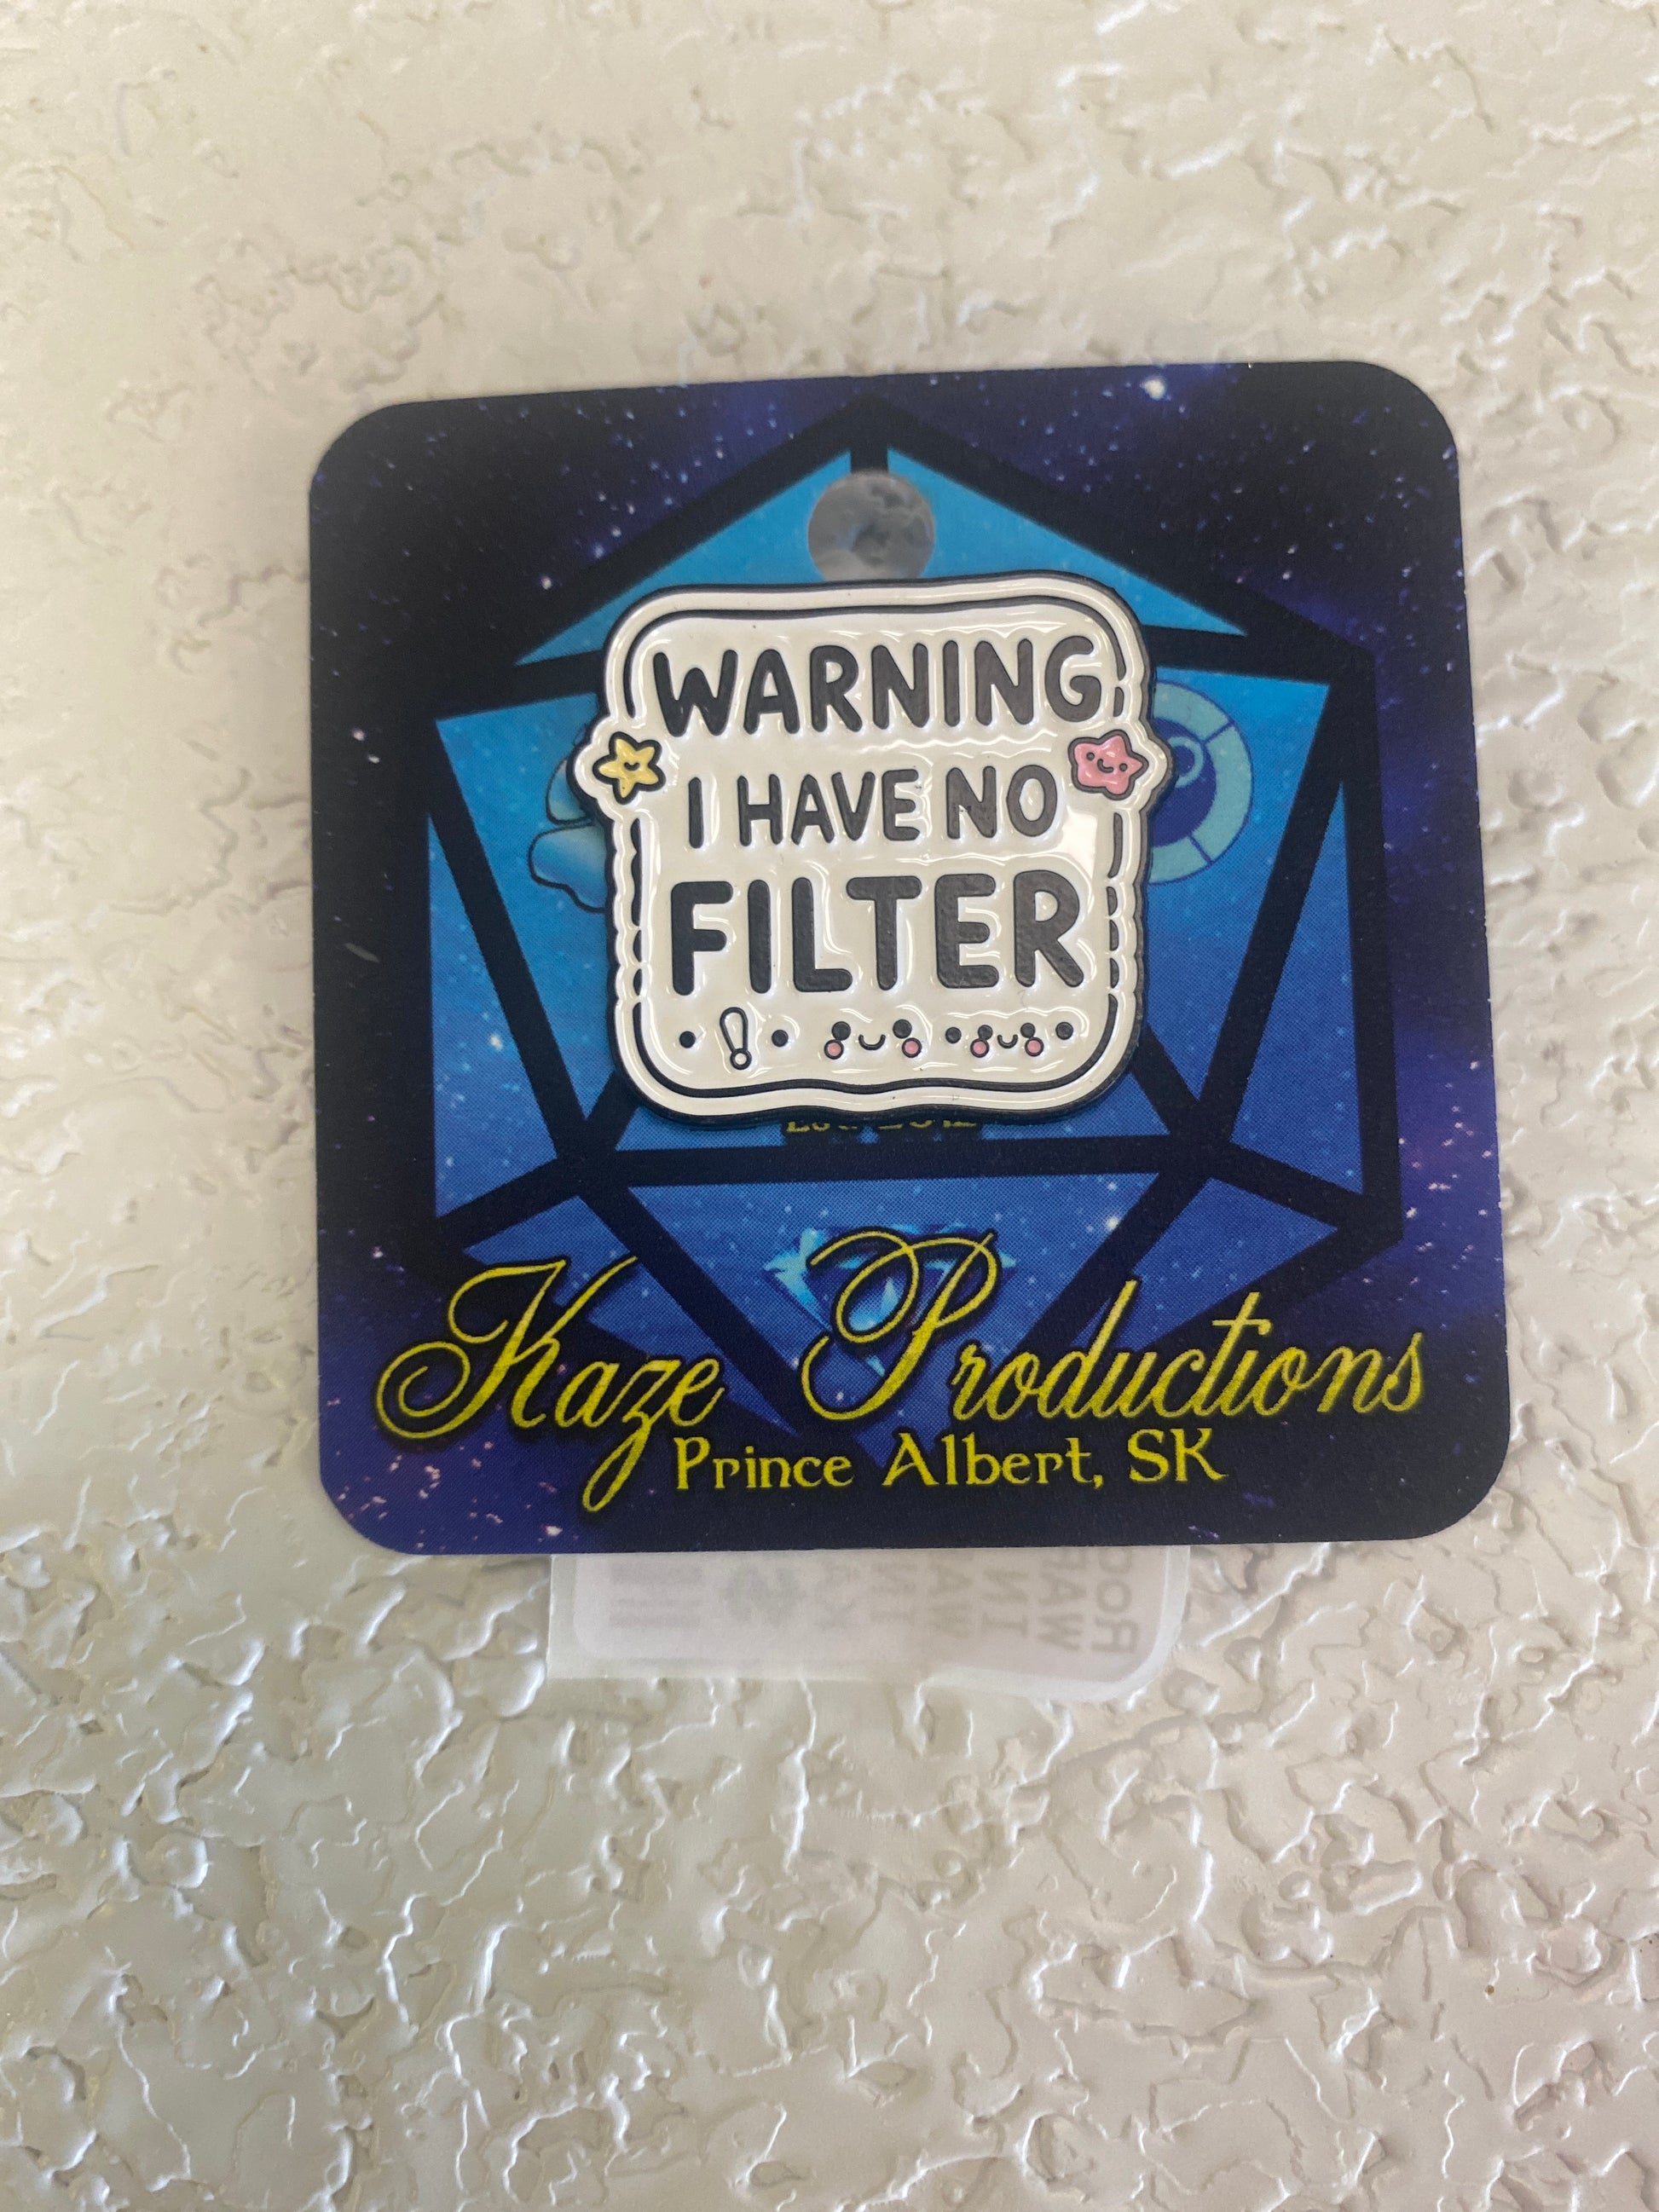 WARNING
I HAVE NO
FILTER
Kaze Productions
Prince Albert, SK